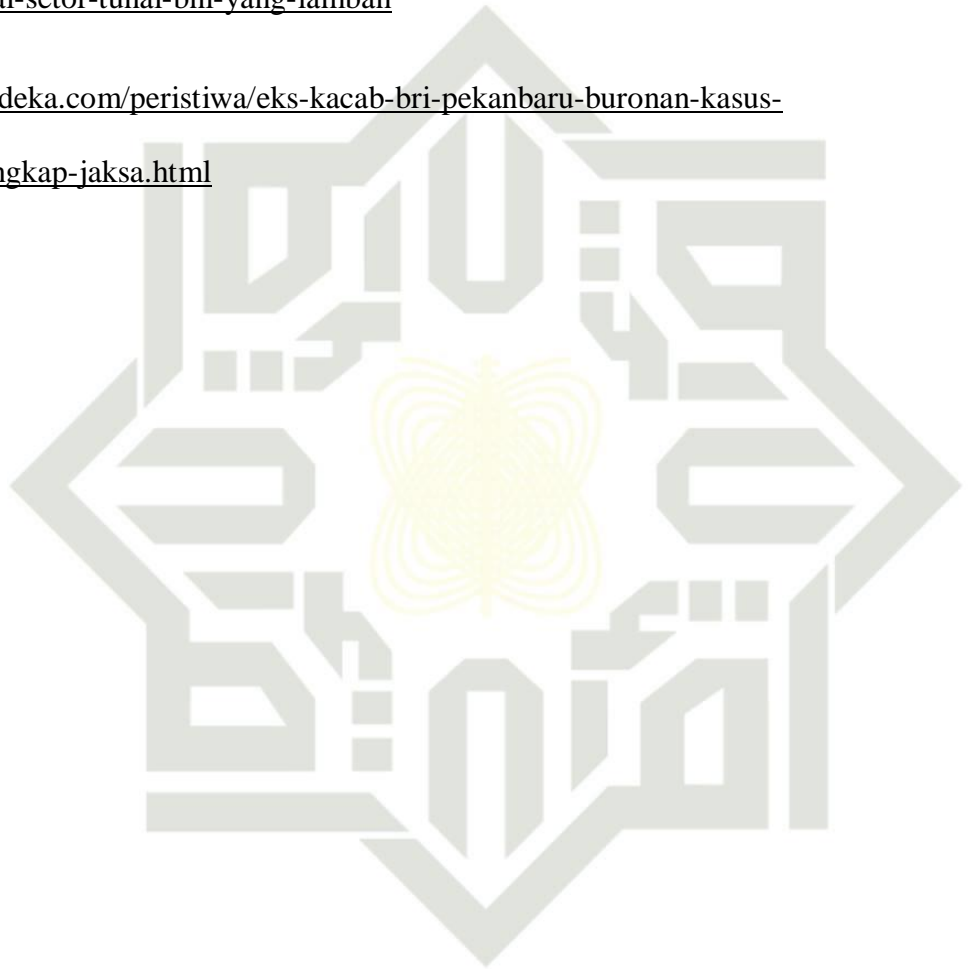 -setor-tunai-bni-yang-lamban
deka.com/peristiwa/eks-kacab-bri-pekanbaru-buronan-kasus-
ngkap-jaksa.html